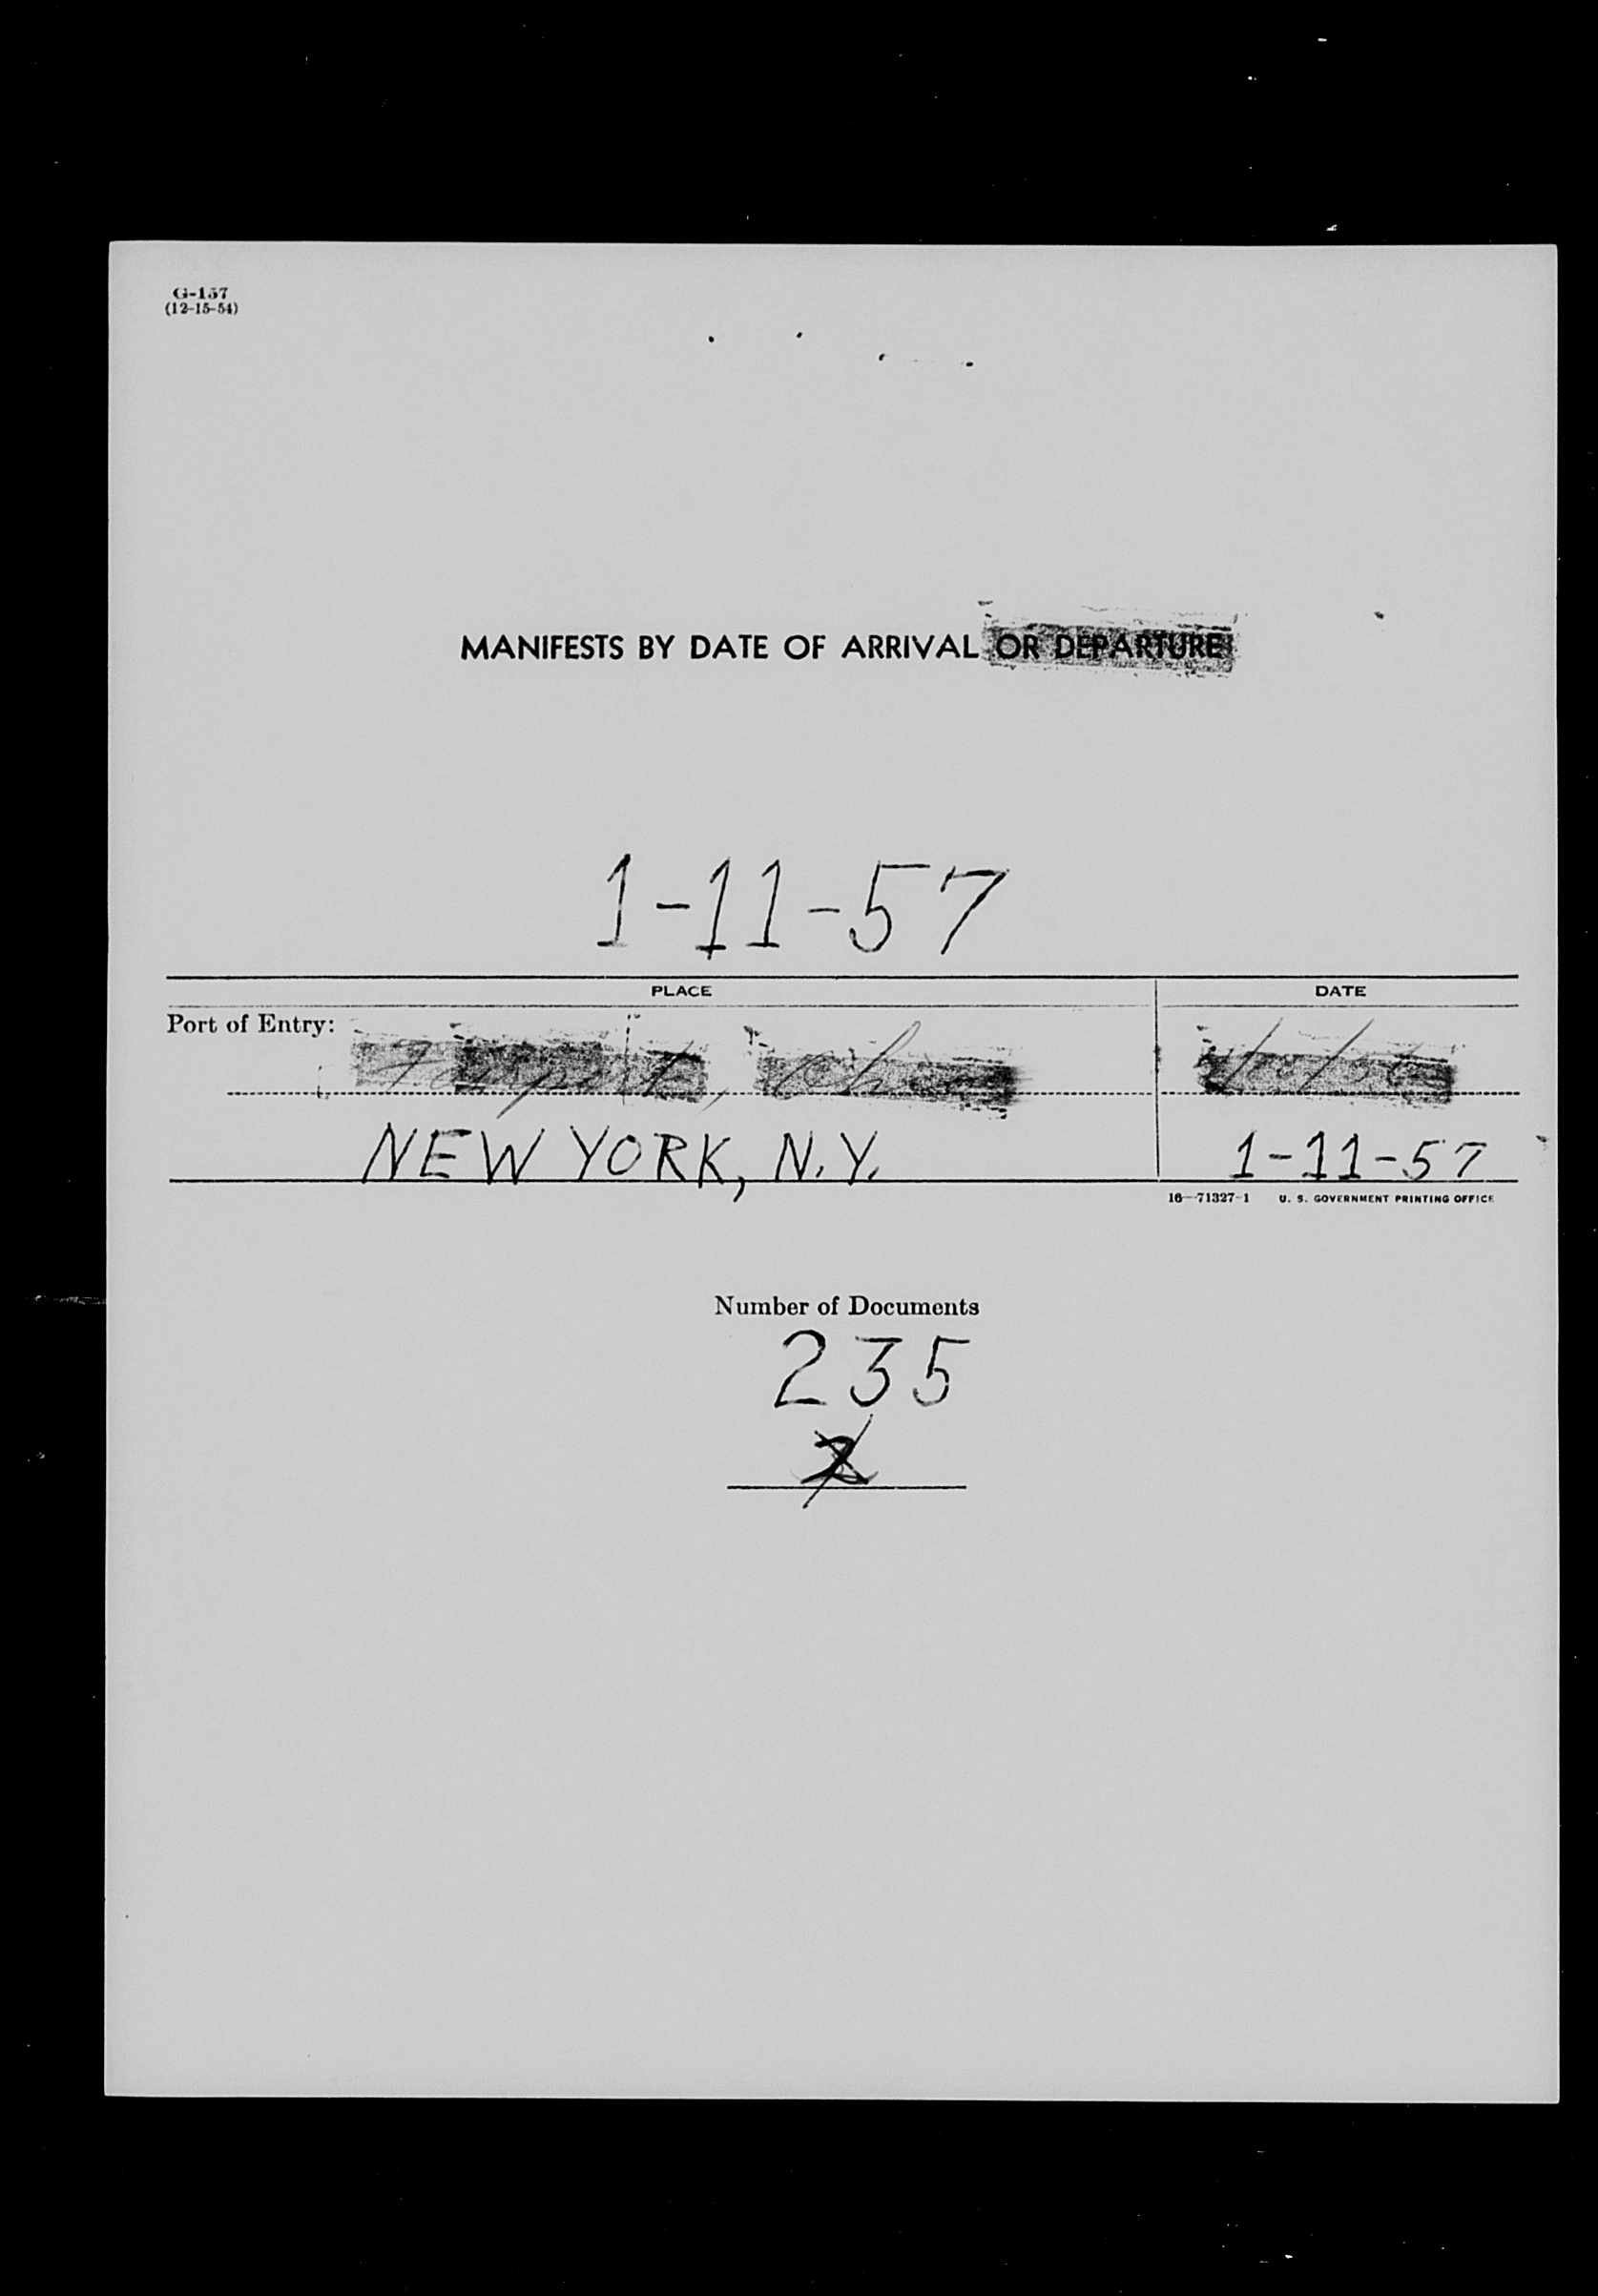 G-157
(12-15-54)
MANIFESTS BY DATE OF ARRIVAL OR DEPARTURE
1-11-57
PLACE DATE
Port of Entry:
NEW YORK, N.Y. 1-11-57
16—71327-1 U. S. GOVERNMENT PRINTING OFFICE
Number of Documents
235